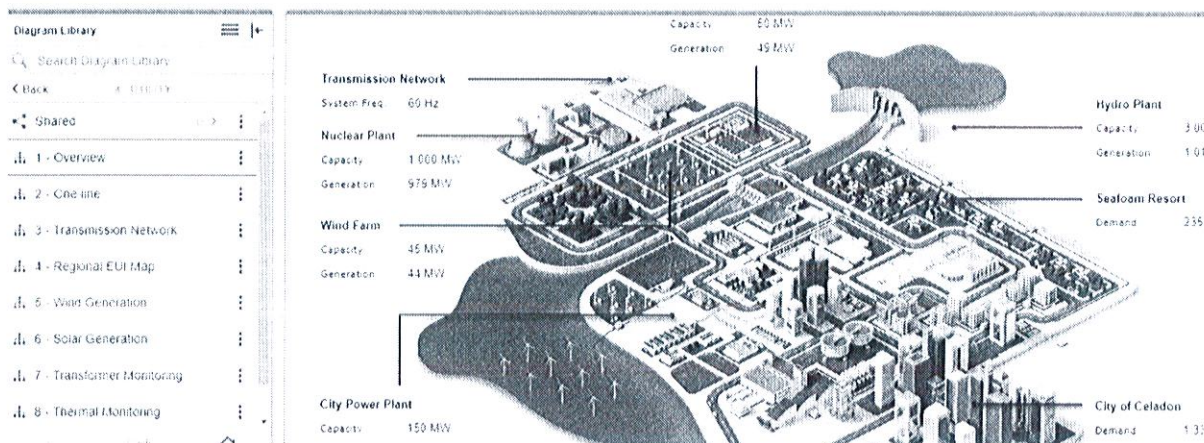 Diagram Library
Search Diagram Library
Back
Shared
1 - Overview
2 - One-line
3 - Transmission Network
4 - Regional EUI Map
5 - Wind Generation
6 - Solar Generation
7 - Transformer Monitoring
8 - Thermal Monitoring
Capacity 50 MW
Generation 49 MW
Transmission Network
System Freq. 60 Hz
Nuclear Plant
Capacity 1 000 MW
Generation 979 MW
Wind Farm
Capacity 45 MW
Generation 44 MW
City Power Plant
Capacity 150 MW
Hydro Plant
Capacity
Generation
Seafoam Resort
Demand 235
City of Celadon
Demand